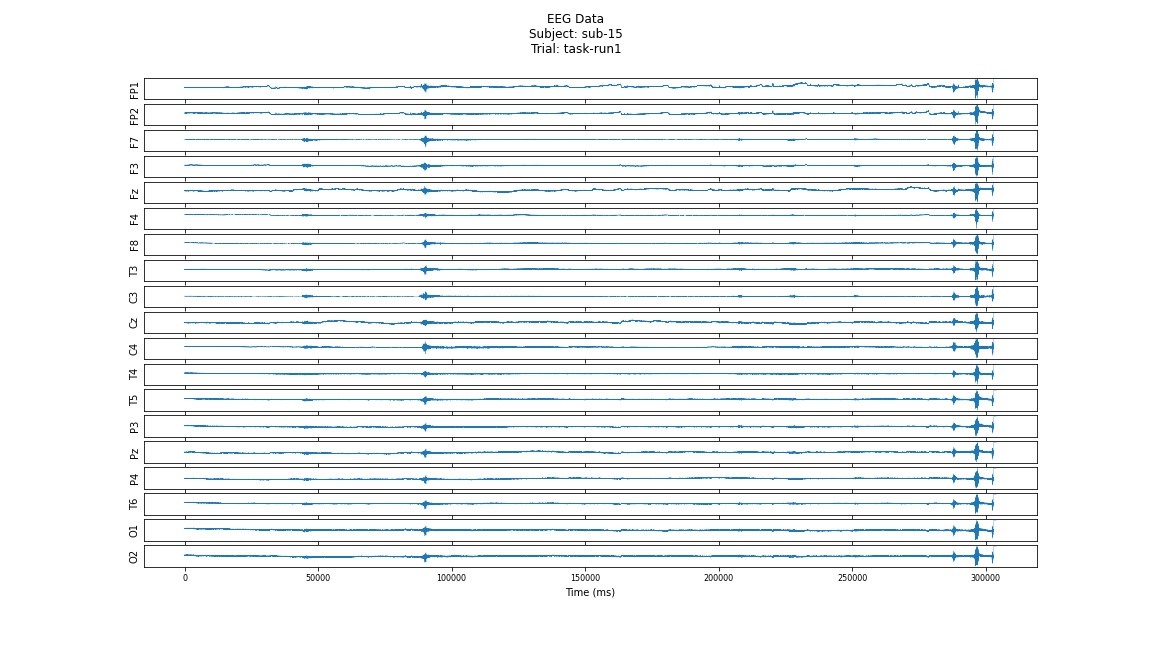 EEG Data
Subject: sub-15
Trial: task-run1
FP1
FP2
F7
F3
Fz
F4
F8
T3
C3
Cz
C4
T4
T5
P3
Pz
P4
T6
O1
O2
0 50000 100000 150000 200000 250000 300000
Time (ms)